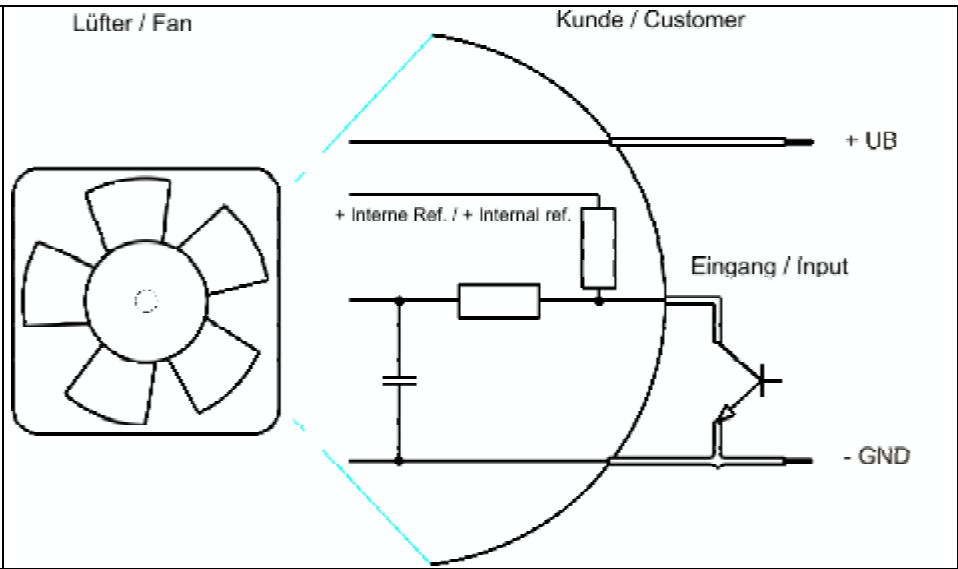 Lüfter / Fan
Kunde / Customer
+ UB
+ Interne Ref. / + Internal ref.
Eingang / Input
- GND